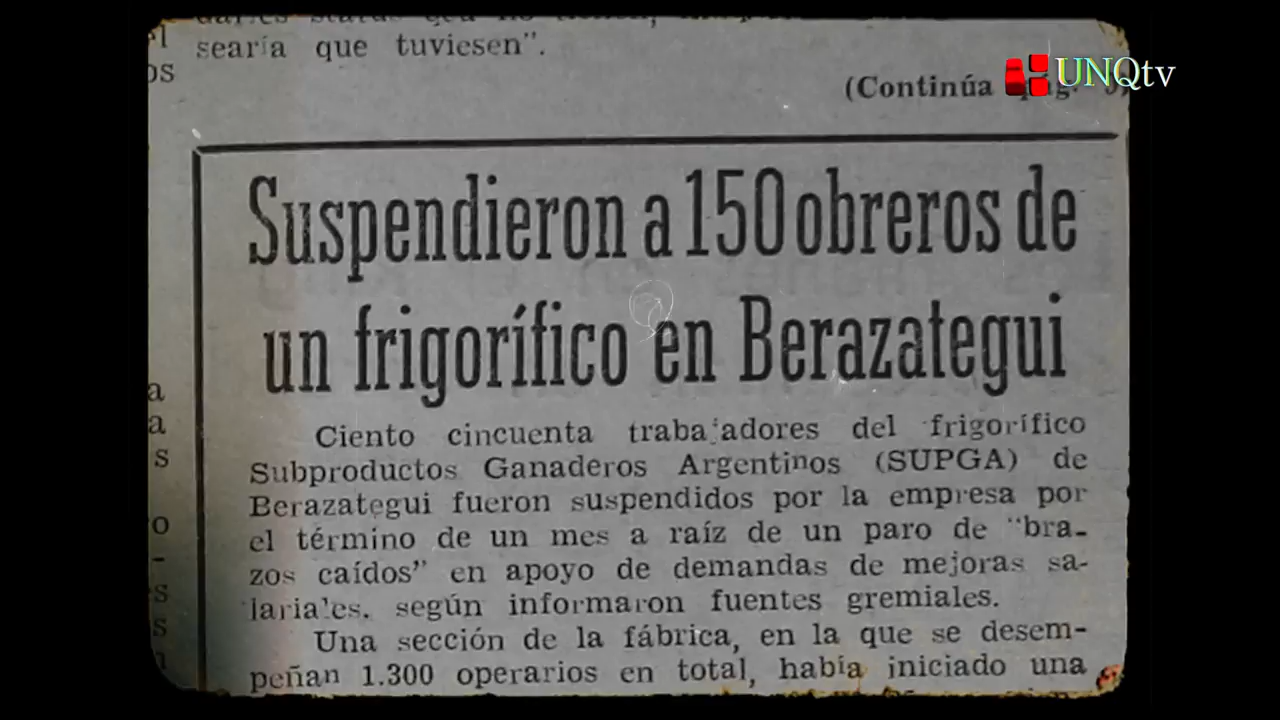 searía que tuviesen".
(Continúa pág.
UNQtv
Suspendieron a 150 obreros de
un frigorífico en Berazategui
Ciento cincuenta trabajadores del frigorífico
Subproductos Ganaderos Argentinos (SUPGA) de
Berazategui fueron suspendidos por la empresa por
el término de un mes a raíz de un paro de "bra-
zos caídos" en apoyo de demandas de mejoras sa-
lariales, según informaron fuentes gremiales.
Una sección de la fábrica, en la que se desem-
peñan 1.300 operarios en total, había iniciado una